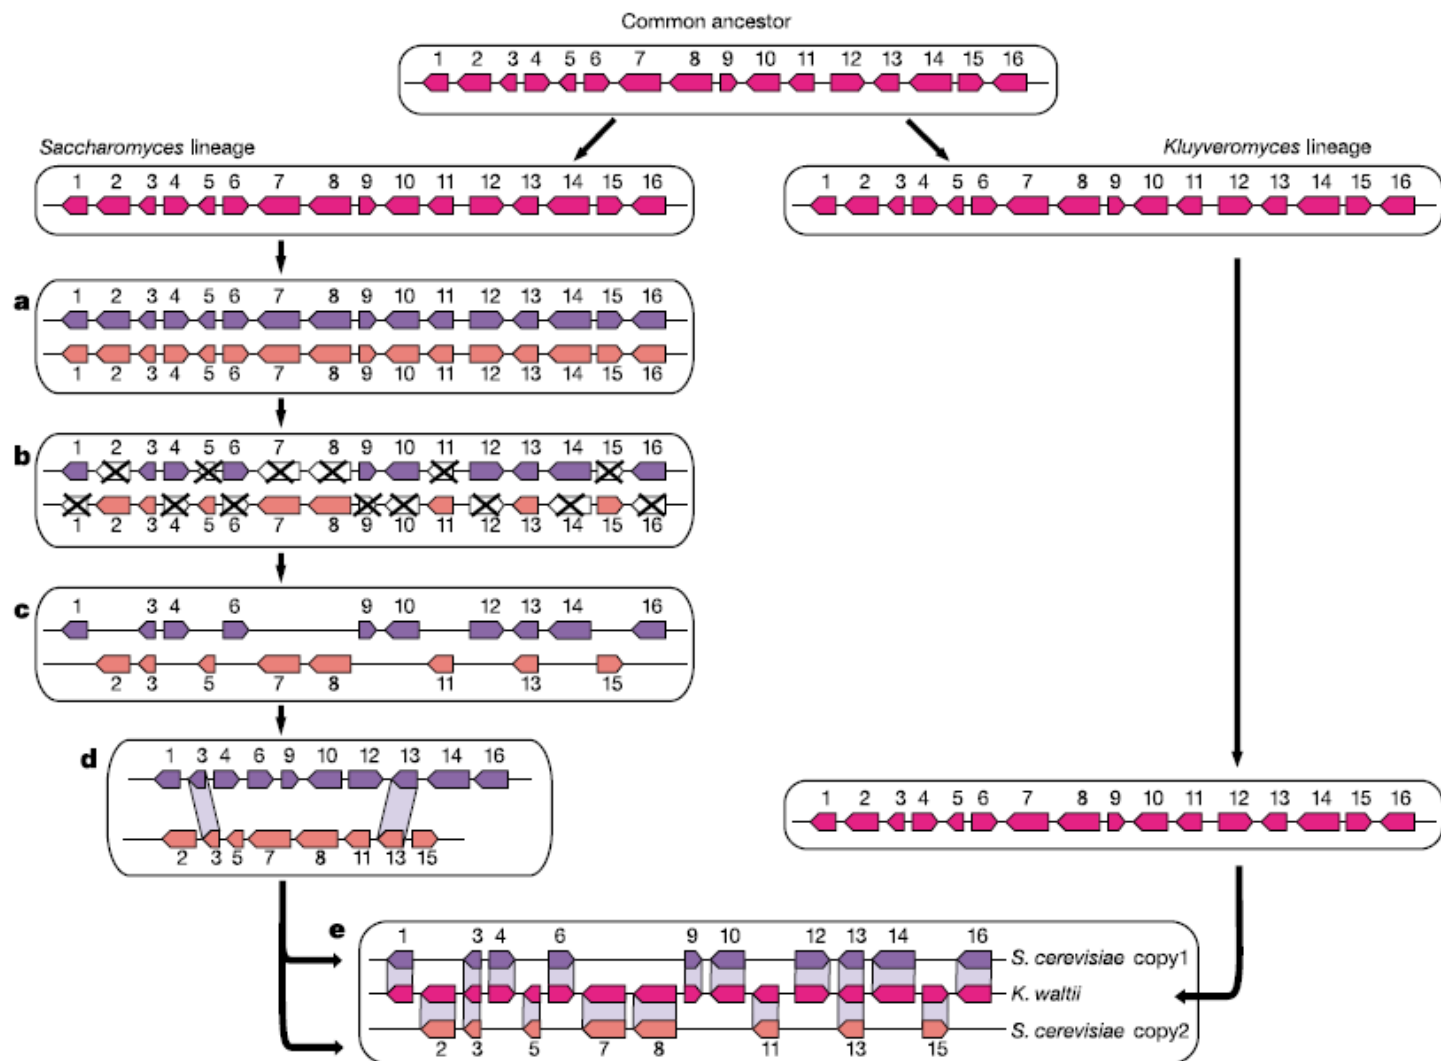 Common ancestor
1 2 3 4 5 6 7 8 9 10 11 12 13 14 15 16
Saccharomyces lineage
Kluyveromyces lineage
1 2 3 4 5 6 7 8 9 10 11 12 13 14 15 16
1 2 3 4 5 6 7 8 9 10 11 12 13 14 15 16
a
1 2 3 4 5 6 7 8 9 10 11 12 13 14 15 16
1 2 3 4 5 6 7 8 9 10 11 12 13 14 15 16
b
1 2 3 4 5 6 7 8 9 10 11 12 13 14 15 16
1 2 3 4 5 6 7 8 9 10 11 12 13 14 15 16
c
1 3 4 6 9 10 12 13 14 16
2 3 5 7 8 11 13 15
d
1 3 4 6 9 10 12 13 14 16
2 3 5 7 8 11 13 15
1 2 3 4 5 6 7 8 9 10 11 12 13 14 15 16
e
1 3 4 6 9 10 12 13 14 16
S. cerevisiae copy1
K. waltii
S. cerevisiae copy2
2 3 5 7 8 11 13 15